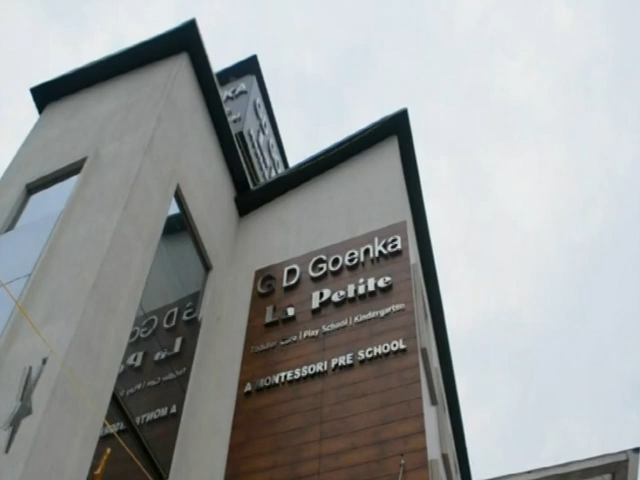 G D Goenka
La Petite
Toddler Care | Play School | Kindergarten
A MONTESSORI PRE SCHOOL